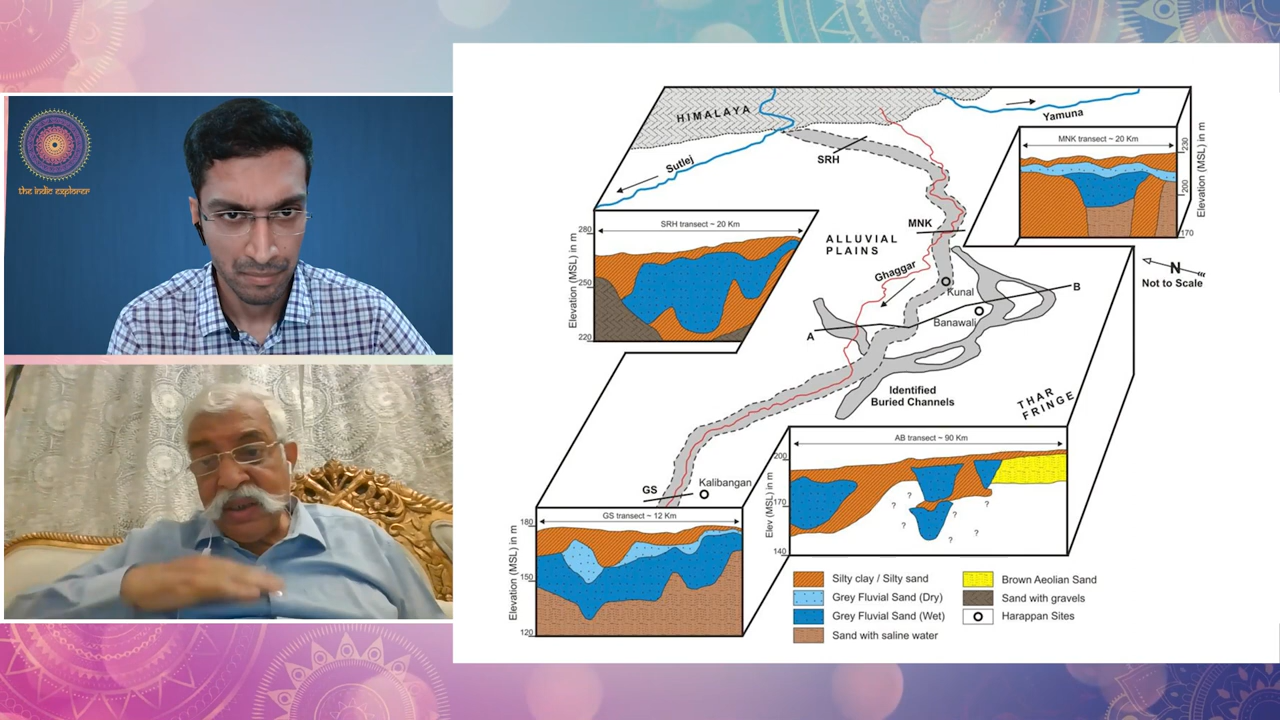 the indic explorer
HIMALAYA
Sutlej
Yamuna
SRH
MNK transect ~ 20 Km
Elevation (MSL) in m
230
200
170
SRH transect ~ 20 Km
Elevation (MSL) in m
280
250
220
MNK
ALLUVIAL
PLAINS
Ghaggar
N
Not to Scale
Kunal
B
Banawali
A
Identified
Buried Channels
THAR
FRINGE
GS
Kalibangan
AB transect ~ 90 Km
Elev (MSL) in m
200
170
140
? ? ? ? ? ? ?
GS transect ~ 12 Km
Elevation (MSL) in m
180
150
120
Silty clay / Silty sand
Grey Fluvial Sand (Dry)
Grey Fluvial Sand (Wet)
Sand with saline water
Brown Aeolian Sand
Sand with gravels
Harappan Sites